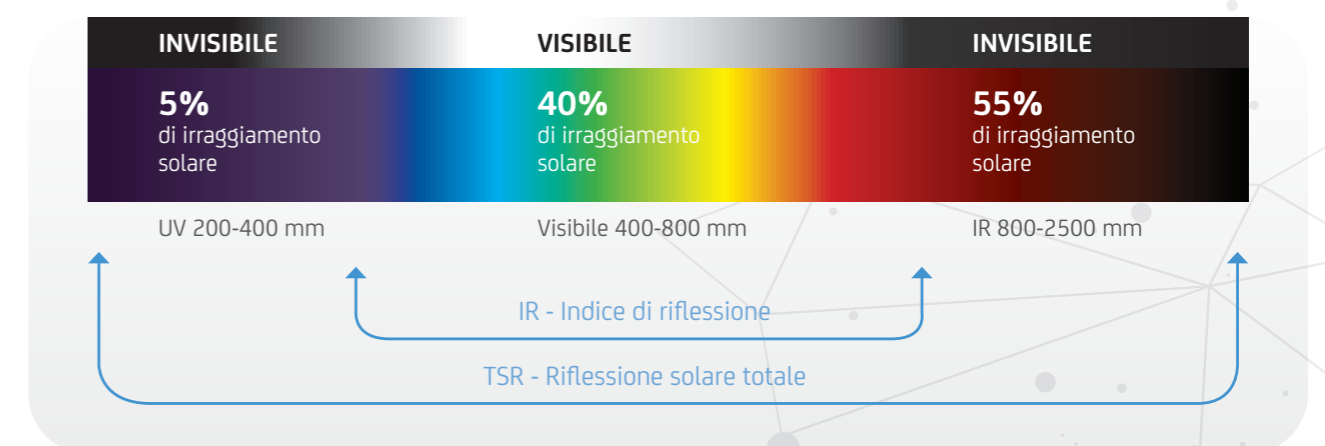 INVISIBILE
VISIBILE
INVISIBILE
5%
di irraggiamento
solare
40%
di irraggiamento
solare
55%
di irraggiamento
solare
UV 200-400 mm
Visibile 400-800 mm
IR 800-2500 mm
IR - Indice di riflessione
TSR - Riflessione solare totale